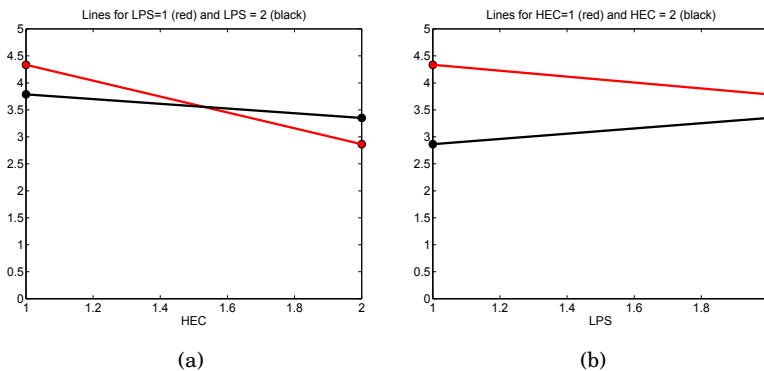 Lines for LPS=1 (red) and LPS = 2 (black)
5
4.5
4
3.5
3
2.5
2
1.5
1
0.5
0
1 1.2 1.4 1.6 1.8 2
HEC
(a)
Lines for HEC=1 (red) and HEC = 2 (black)
5
4.5
4
3.5
3
2.5
2
1.5
1
0.5
0
1 1.2 1.4 1.6 1.8
LPS
(b)